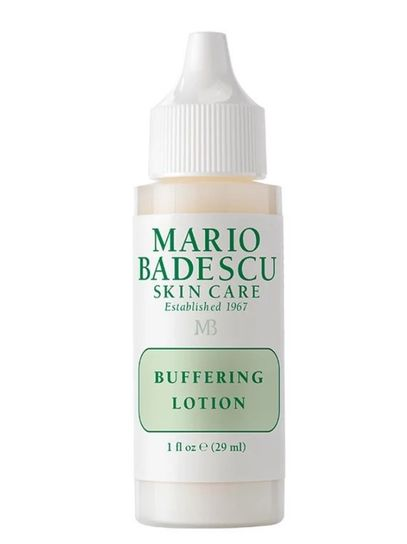 MARIO
BADESCU
SKIN CARE
Established 1967
MB
BUFFERING
LOTION
1 fl oz ℮ (29 ml)